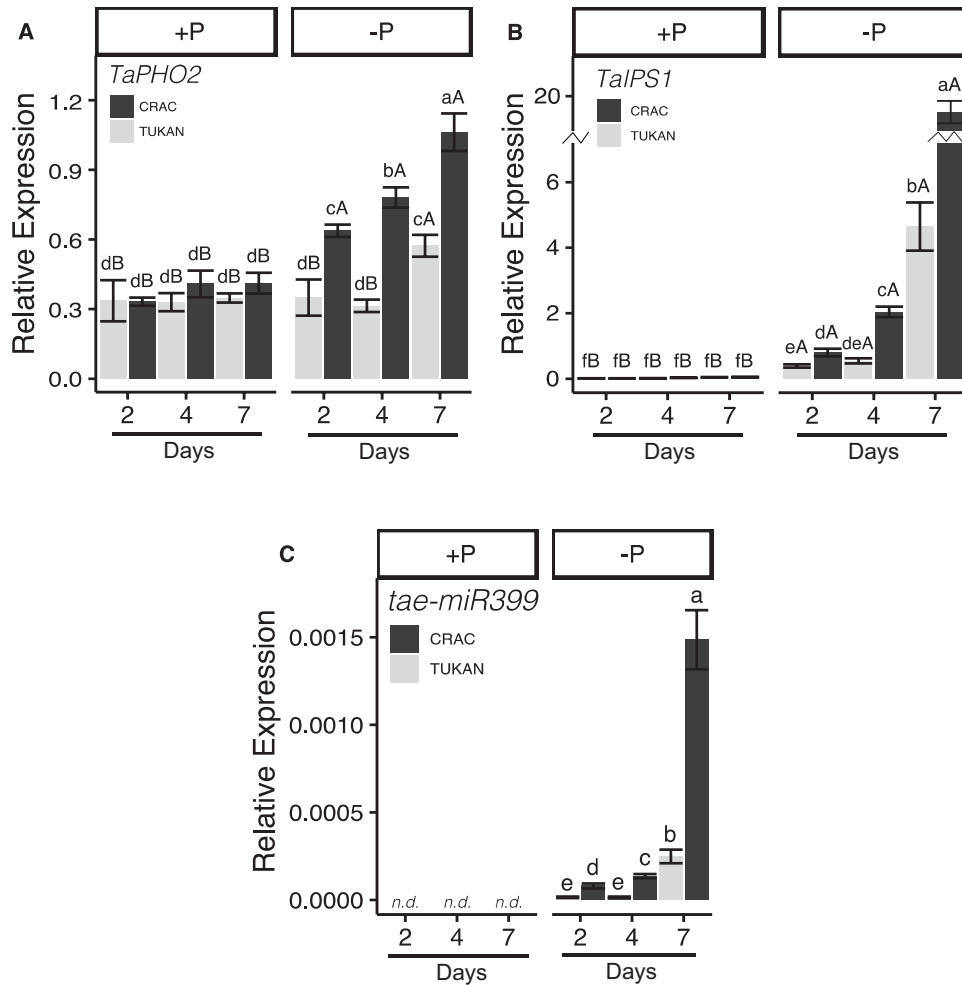 A
+P
-P
TaPHO2
CRAC
TUKAN
Relative Expression
1.2
0.9
0.6
0.3
0.0
dB dB dB dB dB dB
dB cA dB bA cA aA
2 4 7
2 4 7
Days
Days
B
+P
-P
TaIPS1
CRAC
TUKAN
Relative Expression
20
6
4
2
0
fB fB fB fB fB fB
eA dA deA cA bA aA
2 4 7
2 4 7
Days
Days
C
+P
-P
tae-miR399
CRAC
TUKAN
Relative Expression
0.0015
0.0010
0.0005
0.0000
n.d. n.d. n.d.
e d e c b a
2 4 7
2 4 7
Days
Days